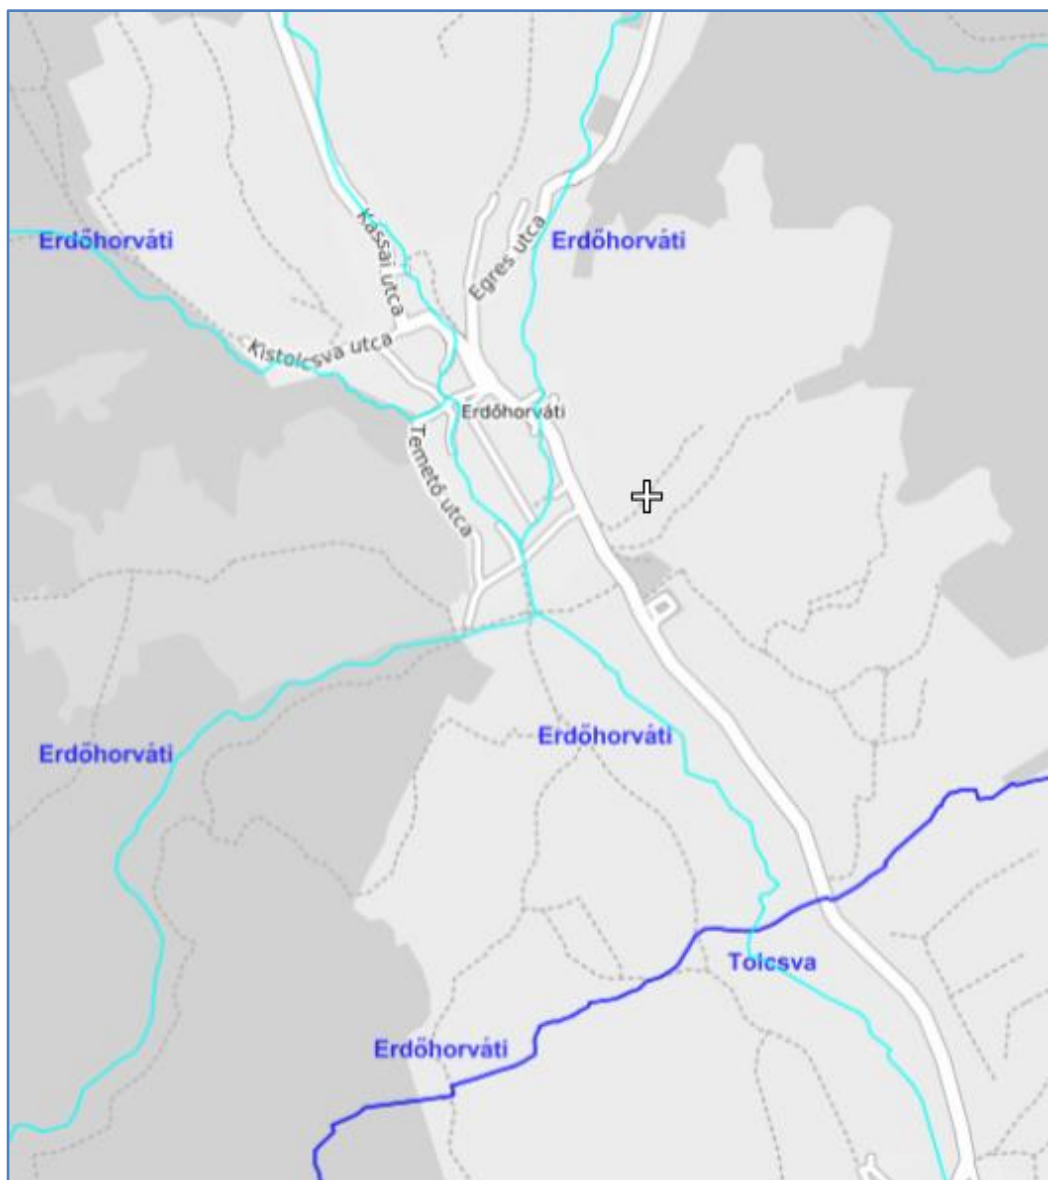 Erdőhorváti
Erdőhorváti
Kassai utca
Egres utca
Kistolcsva utca
Erdőhorváti
Temető utca
Erdőhorváti
Erdőhorváti
Tolcsva
Erdőhorváti